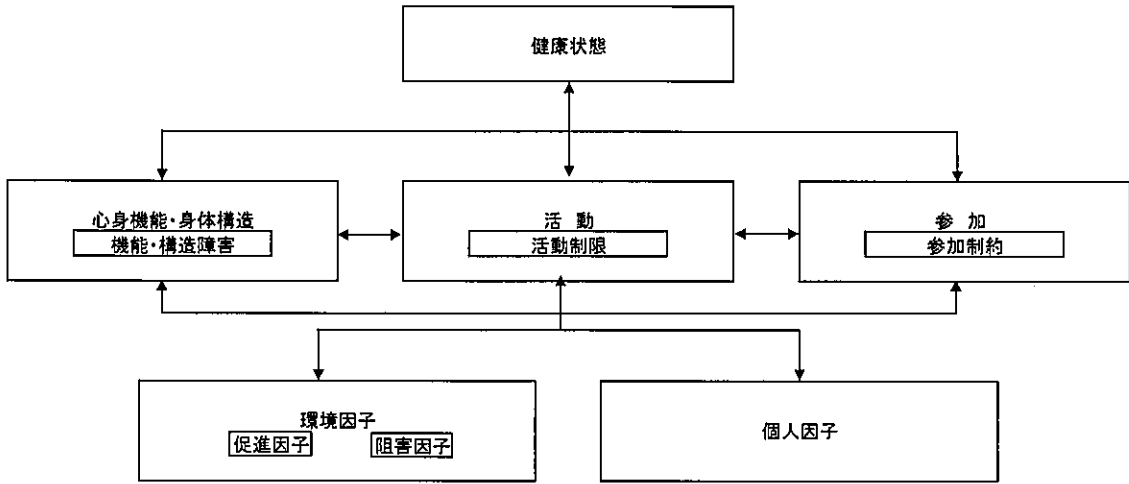 健康状態
心身機能・身体構造
機能・構造障害
活 動
活動制限
参 加
参加制約
環境因子
促進因子
阻害因子
個人因子